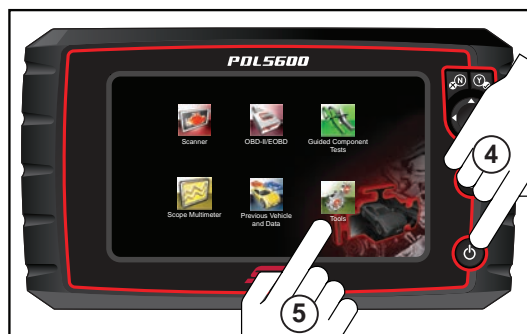 PDL5600
N
Y
Scanner
OBD-II/EOBD
Guided Component
Tests
4
Scope Multimeter
Previous Vehicle
and Data
Tools
5